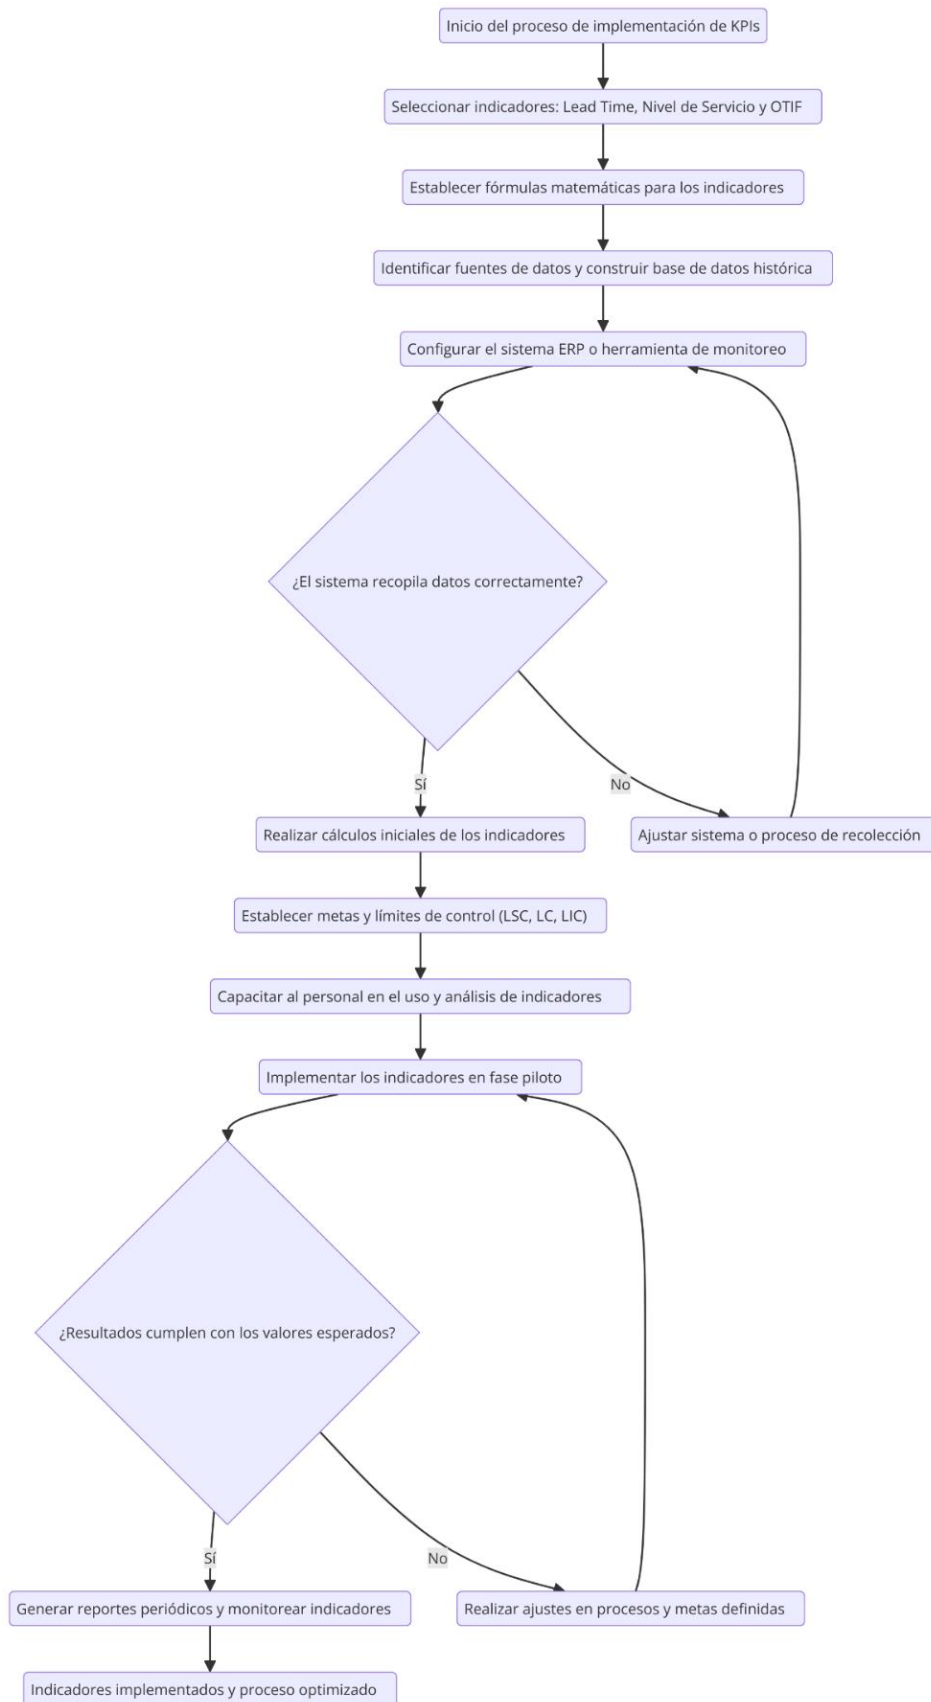 Inicio del proceso de implementación de KPIs
Seleccionar indicadores: Lead Time, Nivel de Servicio y OTIF
Establecer fórmulas matemáticas para los indicadores
Identificar fuentes de datos y construir base de datos histórica
Configurar el sistema ERP o herramienta de monitoreo
¿El sistema recopila datos correctamente?
Sí
No
Realizar cálculos iniciales de los indicadores
Ajustar sistema o proceso de recolección
Establecer metas y límites de control (LSC, LC, LIC)
Capacitar al personal en el uso y análisis de indicadores
Implementar los indicadores en fase piloto
¿Resultados cumplen con los valores esperados?
Sí
No
Generar reportes periódicos y monitorear indicadores
Realizar ajustes en procesos y metas definidas
Indicadores implementados y proceso optimizado